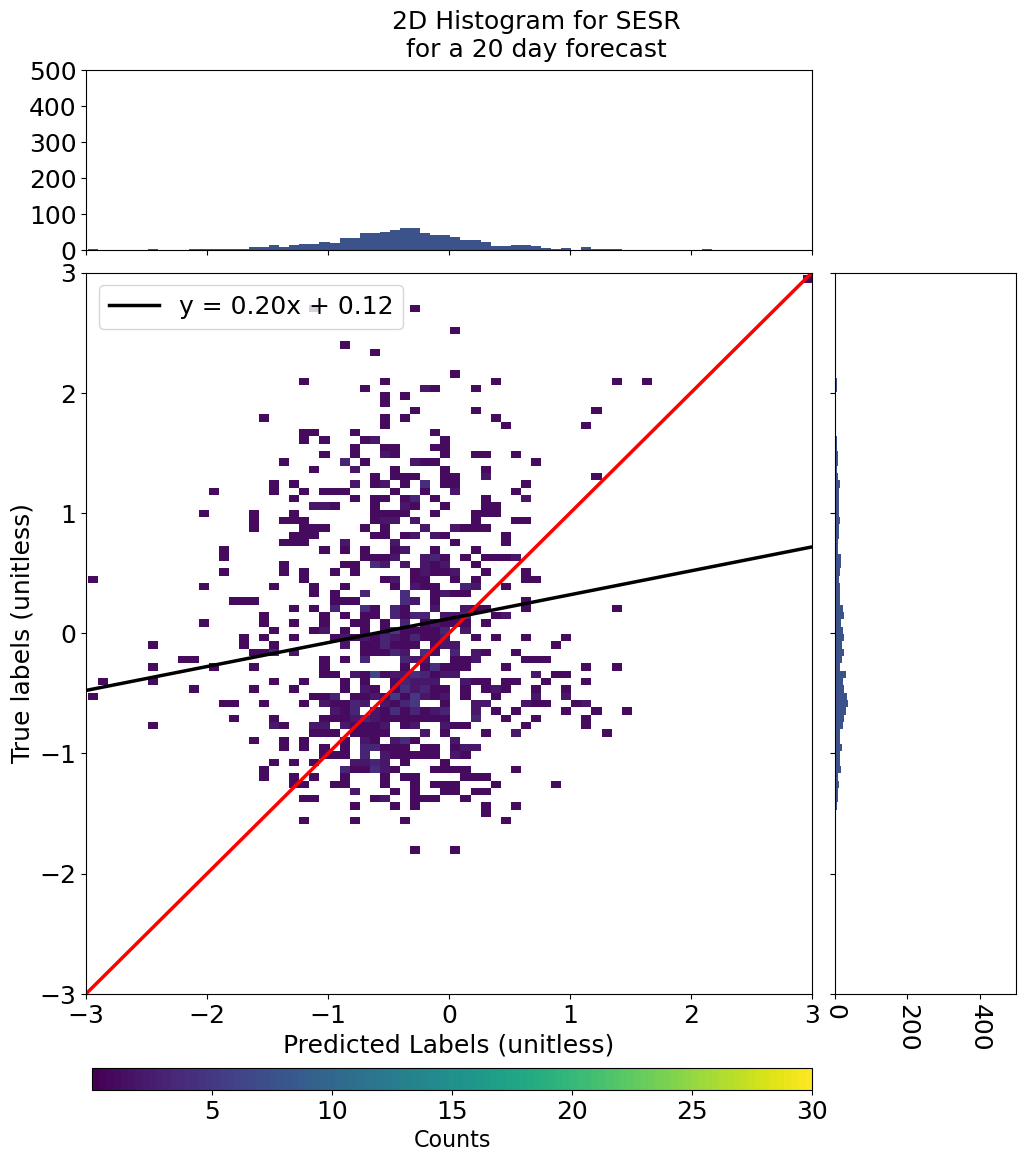 2D Histogram for SESR
for a 20 day forecast
500
400
300
200
100
0
y = 0.20x + 0.12
3
2
1
0
−1
−2
−3
True labels (unitless)
−3 −2 −1 0 1 2 3
Predicted Labels (unitless)
0 200 400
5 10 15 20 25 30
Counts